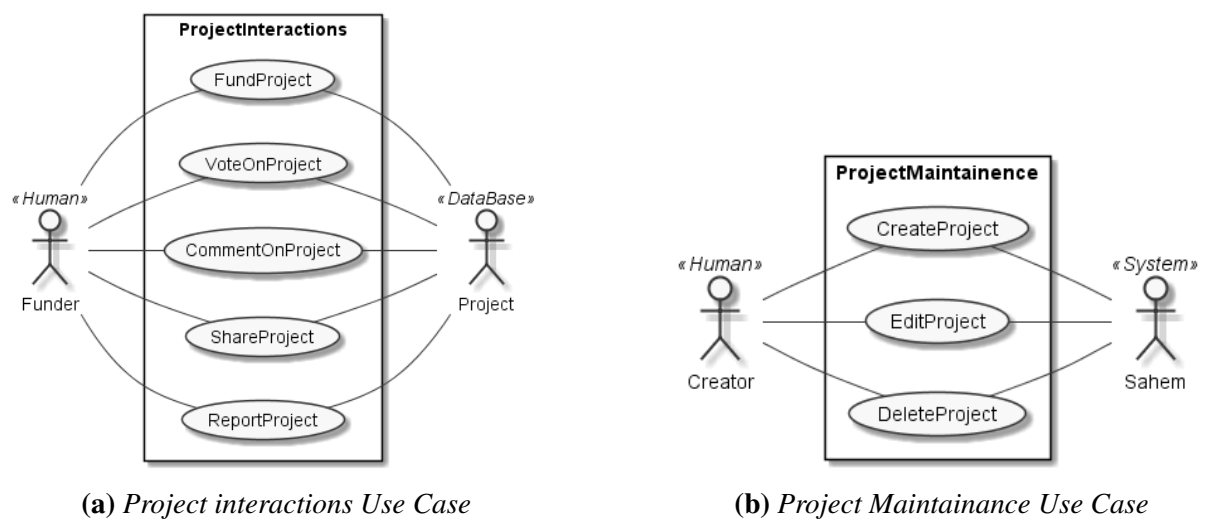 ProjectInteractions
FundProject
VoteOnProject
«Human»
«DataBase»
CommentOnProject
Funder
Project
ShareProject
ReportProject
(a) Project interactions Use Case
ProjectMaintainence
CreateProject
«Human»
«System»
EditProject
Creator
Sahem
DeleteProject
(b) Project Maintainance Use Case